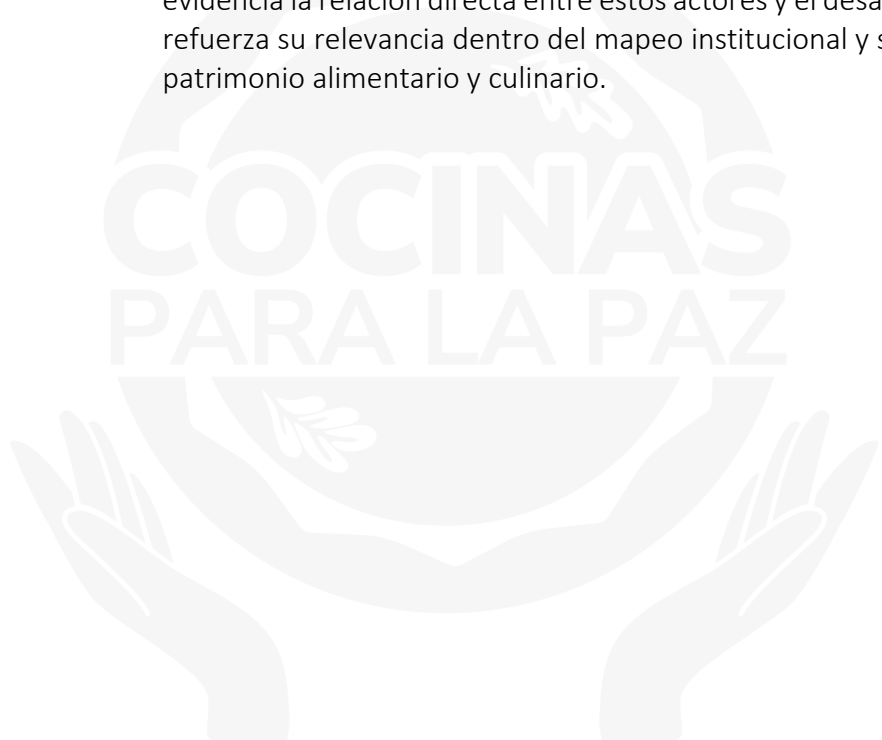 evidencia la relación directa entre estos actores y el
refuerza su relevancia dentro del mapeo institucional y
patrimonio alimentario y culinario.
COCINAS
PARA LA PAZ